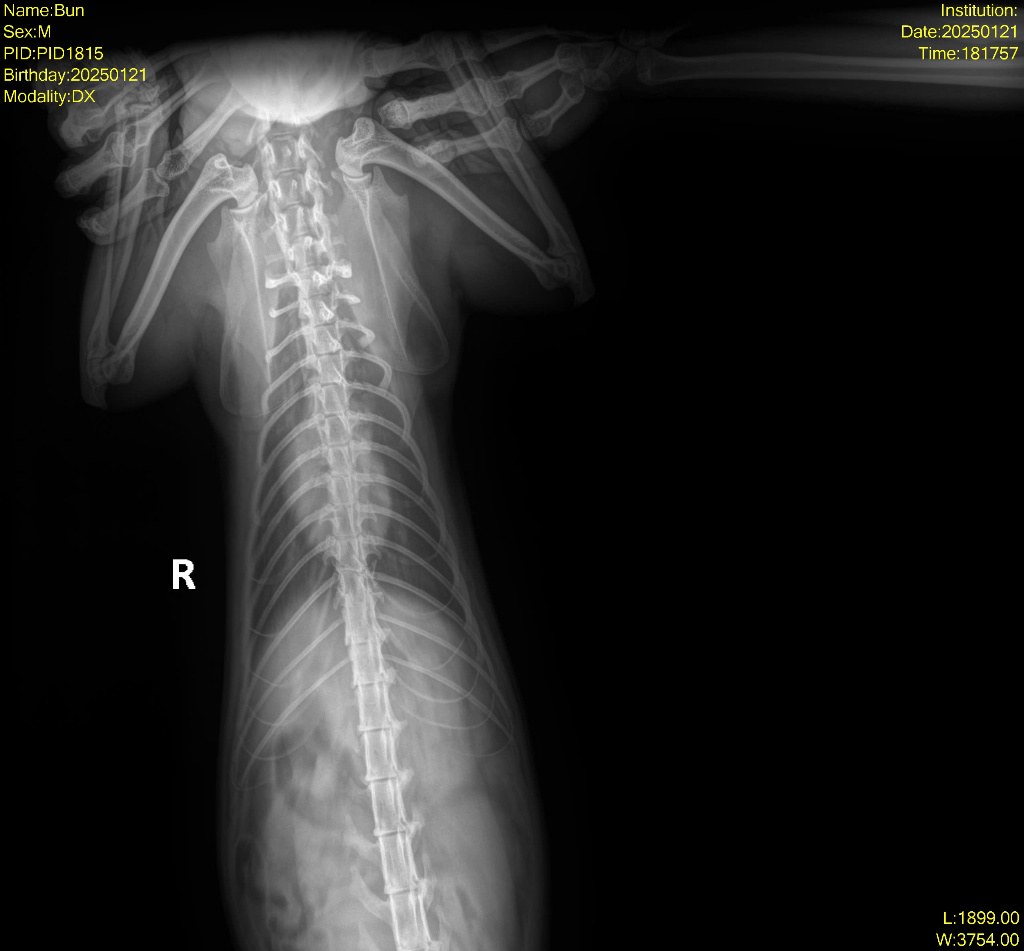 Name:Bun
Sex:M
PID:PID1815
Birthday:20250121
Modality:DX
Institution:
Date:20250121
Time:181757
R
L:1899.00
W:3754.00